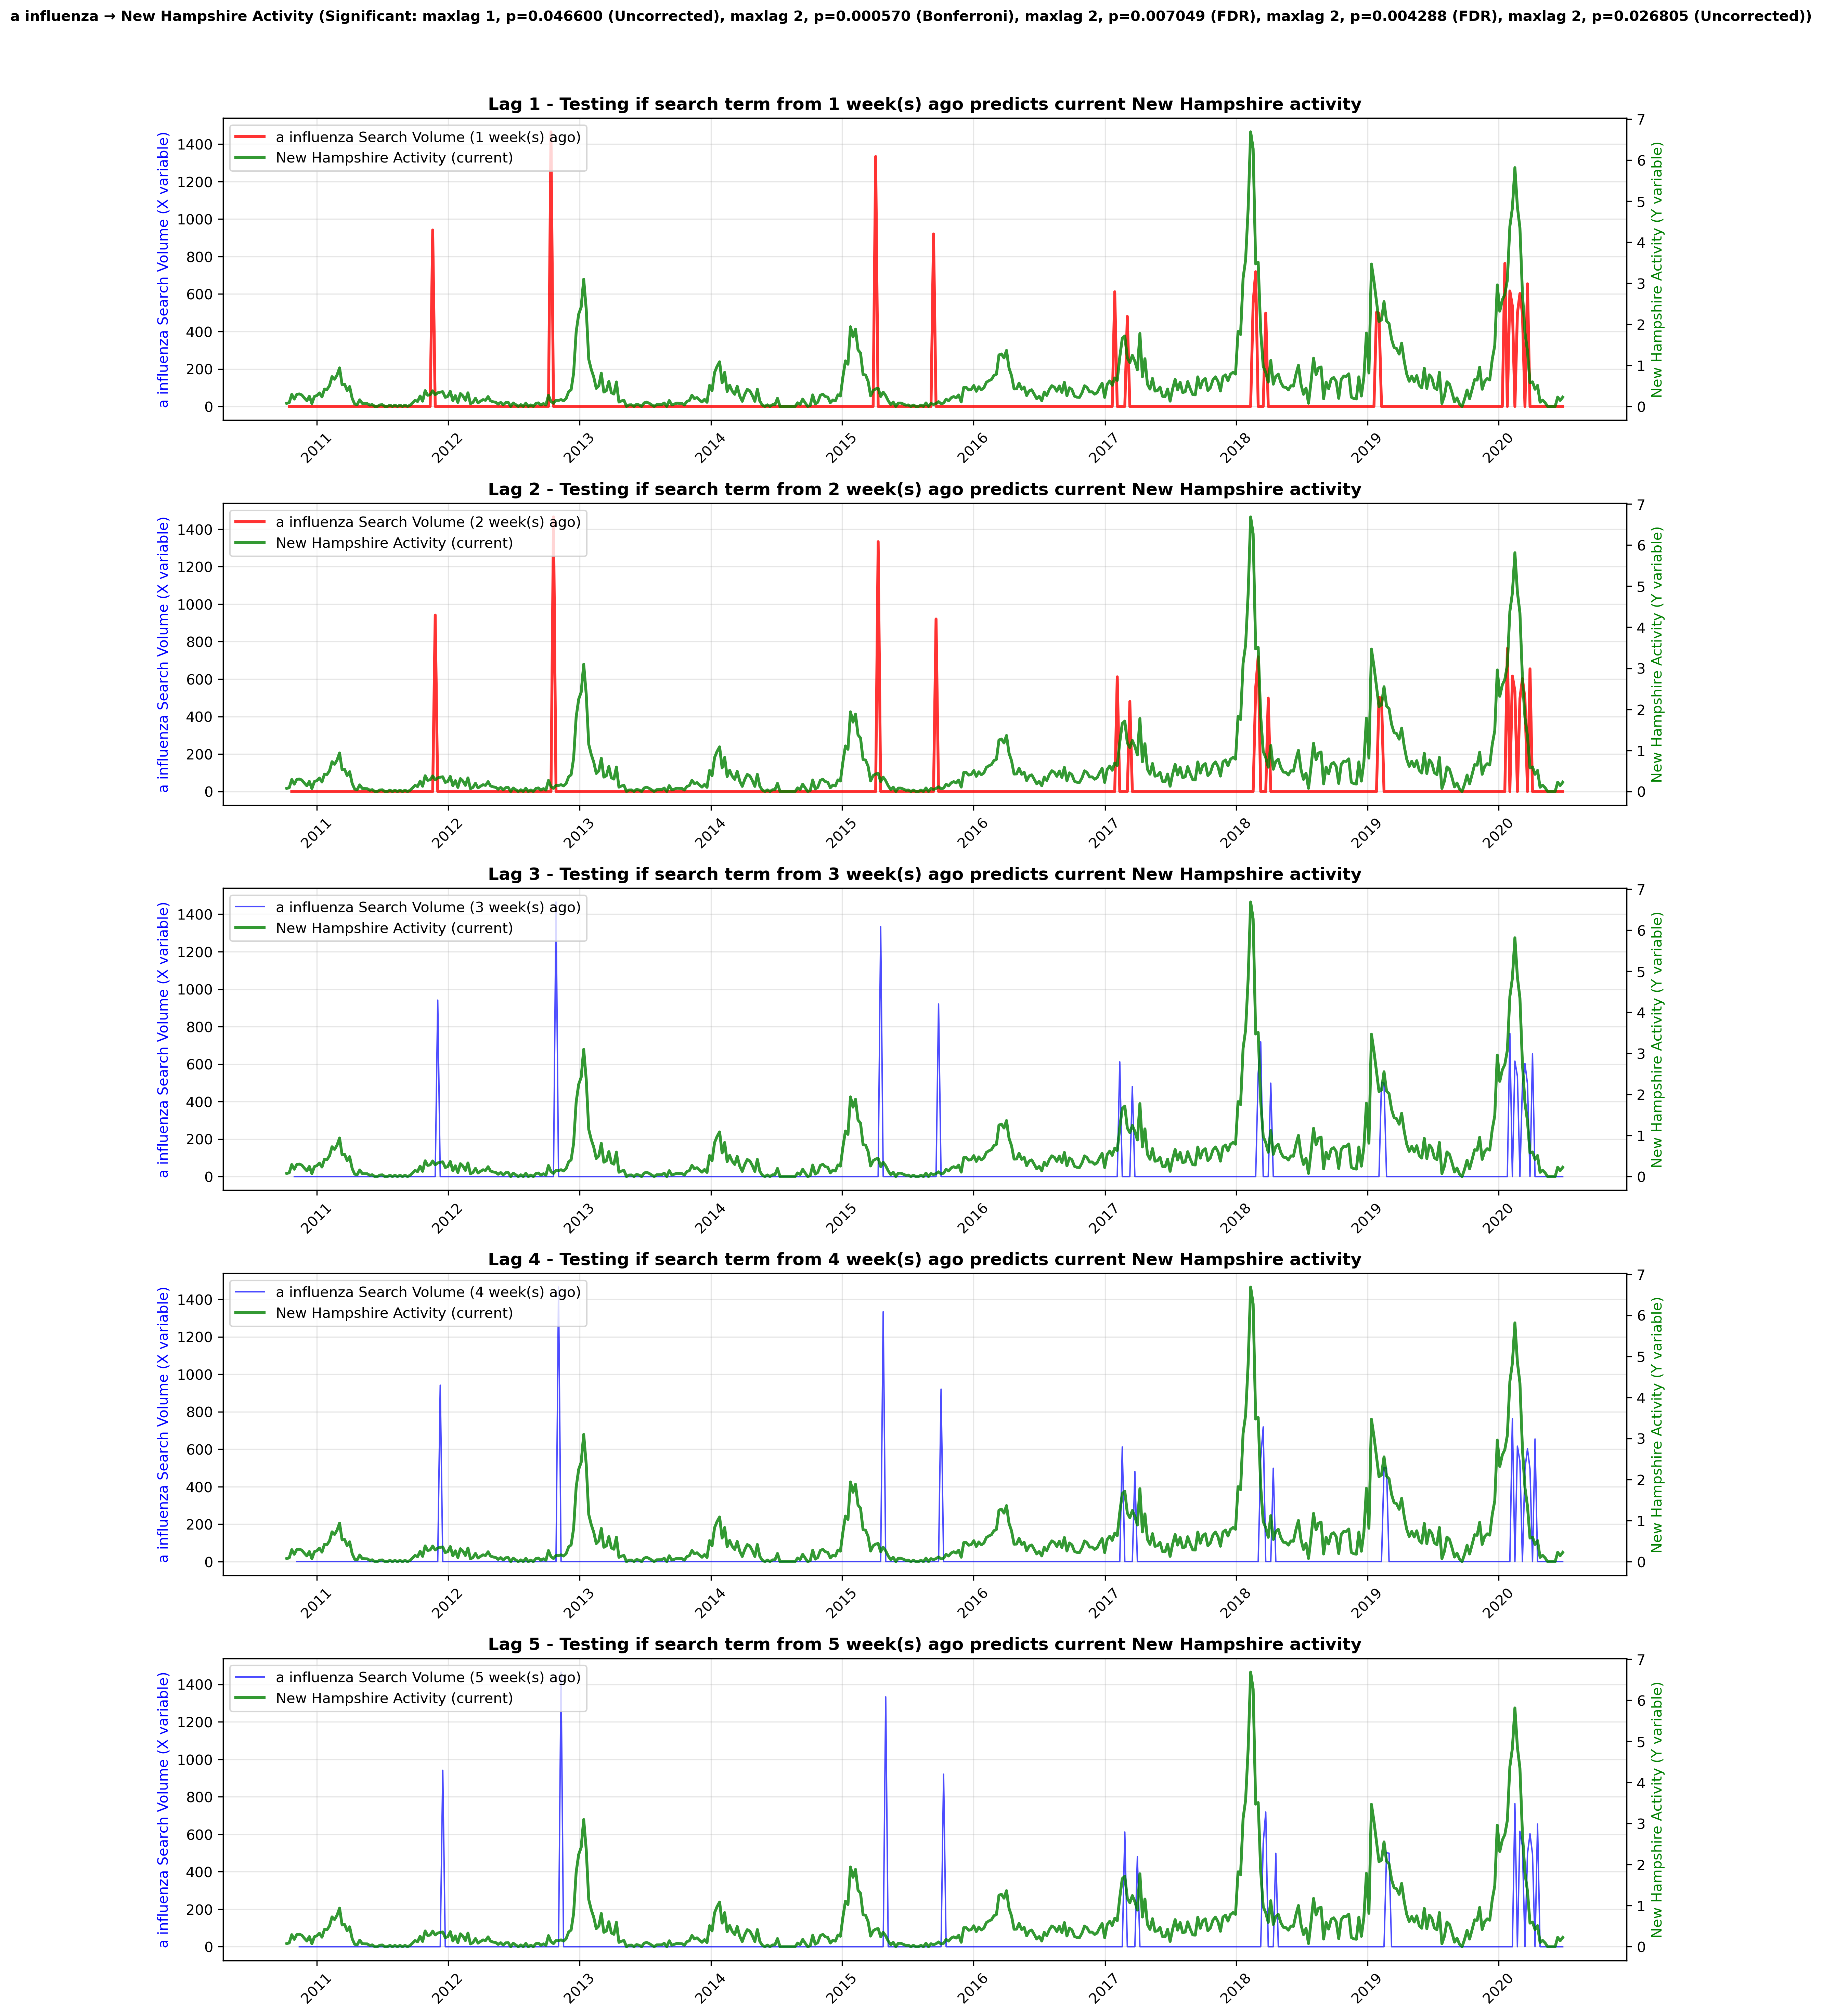 a influenza → New Hampshire Activity (Significant: maxlag 1, p=0.046600 (Uncorrected), maxlag 2, p=0.000570 (Bonferroni), maxlag 2, p=0.007049 (FDR), maxlag 2, p=0.004288 (FDR), maxlag 2, p=0.026805 (Uncorrected))
Lag 1 - Testing if search term from 1 week(s) ago predicts current New Hampshire activity
a influenza Search Volume (1 week(s) ago)
New Hampshire Activity (current)
a influenza Search Volume (X variable)
1400
1200
1000
800
600
400
200
0
7
6
5
4
3
2
1
0
New Hampshire Activity (Y variable)
2011 2012 2013 2014 2015 2016 2017 2018 2019 2020
Lag 2 - Testing if search term from 2 week(s) ago predicts current New Hampshire activity
a influenza Search Volume (2 week(s) ago)
New Hampshire Activity (current)
a influenza Search Volume (X variable)
1400
1200
1000
800
600
400
200
0
7
6
5
4
3
2
1
0
New Hampshire Activity (Y variable)
2011 2012 2013 2014 2015 2016 2017 2018 2019 2020
Lag 3 - Testing if search term from 3 week(s) ago predicts current New Hampshire activity
a influenza Search Volume (3 week(s) ago)
New Hampshire Activity (current)
a influenza Search Volume (X variable)
1400
1200
1000
800
600
400
200
0
7
6
5
4
3
2
1
0
New Hampshire Activity (Y variable)
2011 2012 2013 2014 2015 2016 2017 2018 2019 2020
Lag 4 - Testing if search term from 4 week(s) ago predicts current New Hampshire activity
a influenza Search Volume (4 week(s) ago)
New Hampshire Activity (current)
a influenza Search Volume (X variable)
1400
1200
1000
800
600
400
200
0
7
6
5
4
3
2
1
0
New Hampshire Activity (Y variable)
2011 2012 2013 2014 2015 2016 2017 2018 2019 2020
Lag 5 - Testing if search term from 5 week(s) ago predicts current New Hampshire activity
a influenza Search Volume (5 week(s) ago)
New Hampshire Activity (current)
a influenza Search Volume (X variable)
1400
1200
1000
800
600
400
200
0
7
6
5
4
3
2
1
0
New Hampshire Activity (Y variable)
2011 2012 2013 2014 2015 2016 2017 2018 2019 2020